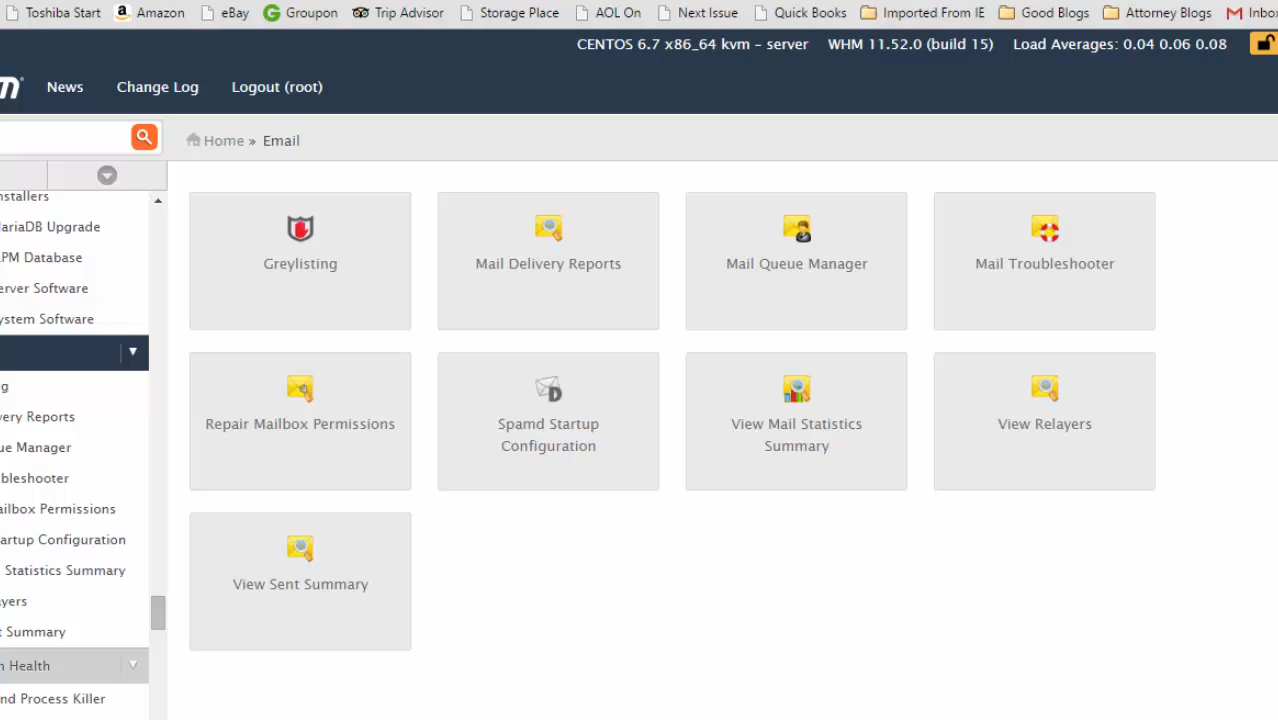 Toshiba Start Amazon eBay Groupon Trip Advisor Storage Place AOL On Next Issue Quick Books Imported From IE Good Blogs Attorney Blogs Inbo
CENTOS 6.7 x86_64 kvm – server WHM 11.52.0 (build 15) Load Averages: 0.04 0.06 0.08
m® News Change Log Logout (root)
Home » Email
nstallers
ariaDB Upgrade
PM Database
erver Software
ystem Software
g
very Reports
ue Manager
bleshooter
ailbox Permissions
artup Configuration
Statistics Summary
yers
t Summary
n Health
nd Process Killer
Greylisting
Mail Delivery Reports
Mail Queue Manager
Mail Troubleshooter
Repair Mailbox Permissions
Spamd Startup
Configuration
View Mail Statistics
Summary
View Relayers
View Sent Summary